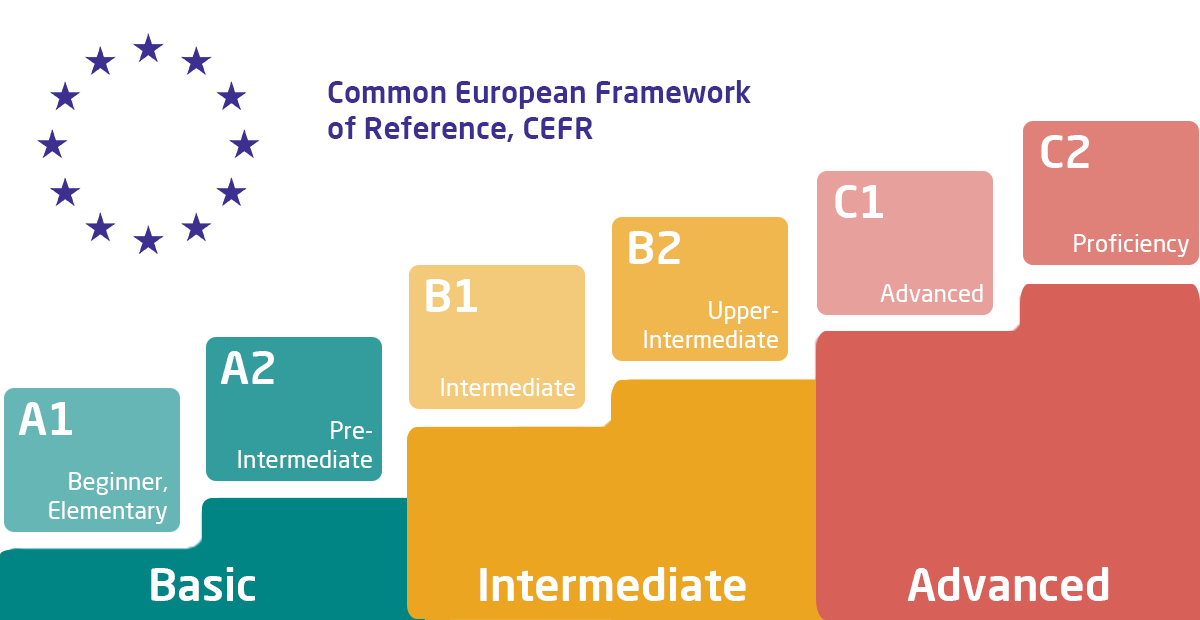 Common European Framework
of Reference, CEFR
A1
Beginner,
Elementary
A2
Pre-
Intermediate
B1
Intermediate
B2
Upper-
Intermediate
C1
Advanced
C2
Proficiency
Basic
Intermediate
Advanced